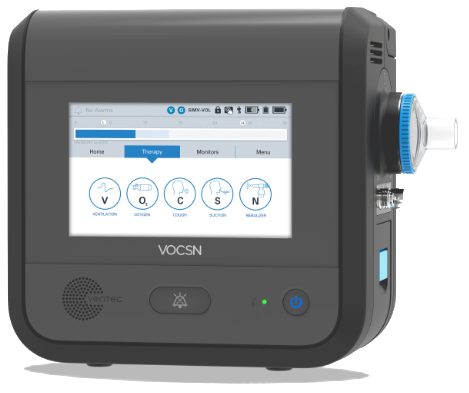 No Alarms
V O SIMV-VOL
Home Therapy Monitors Menu
V O₂ C S N
VENTILATION OXYGEN COUGH SUCTION NEBULIZER
VOCSN
ventec